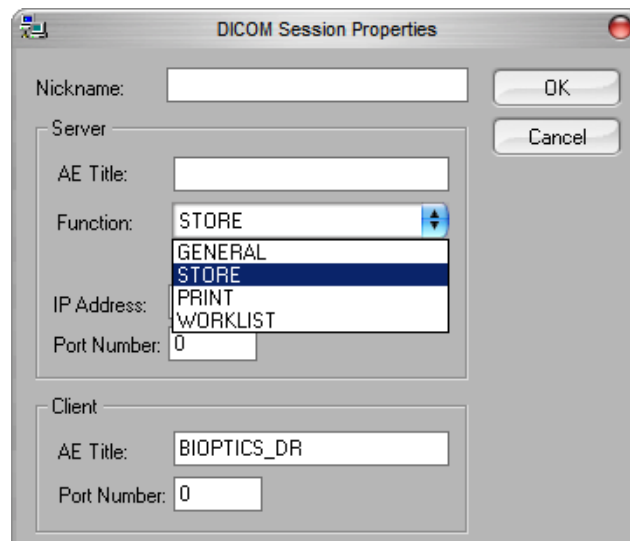 DICOM Session Properties
Nickname:
OK
Server
Cancel
AE Title:
Function: STORE
GENERAL
STORE
PRINT
WORKLIST
IP Address:
Port Number: 0
Client
AE Title: BIOPTICS_DR
Port Number: 0